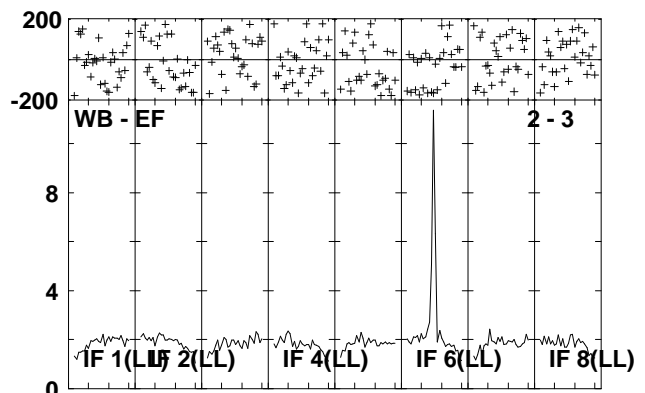 200
-200
WB - EF 2 - 3
8
4
IF 1(LL) IF 2(LL) IF 4(LL) IF 6(LL) IF 8(LL)
0